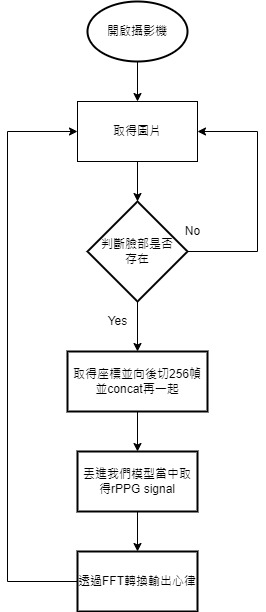 開啟攝影機
取得圖片
判斷臉部是否
存在
No
Yes
取得座標並向後切256幀
並concat再一起
丟進我們模型當中取
得rPPG signal
透過FFT轉換輸出心律